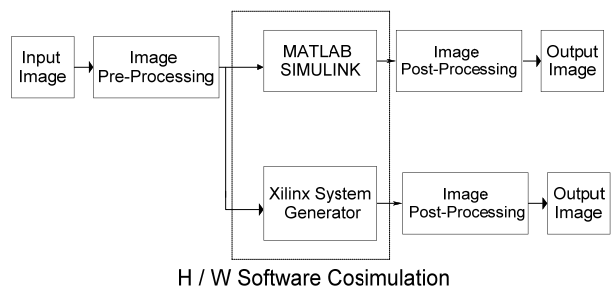 Input
Image
Image
Pre-Processing
MATLAB
SIMULINK
Image
Post-Processing
Output
Image
Xilinx System
Generator
Image
Post-Processing
Output
Image
H / W Software Cosimulation